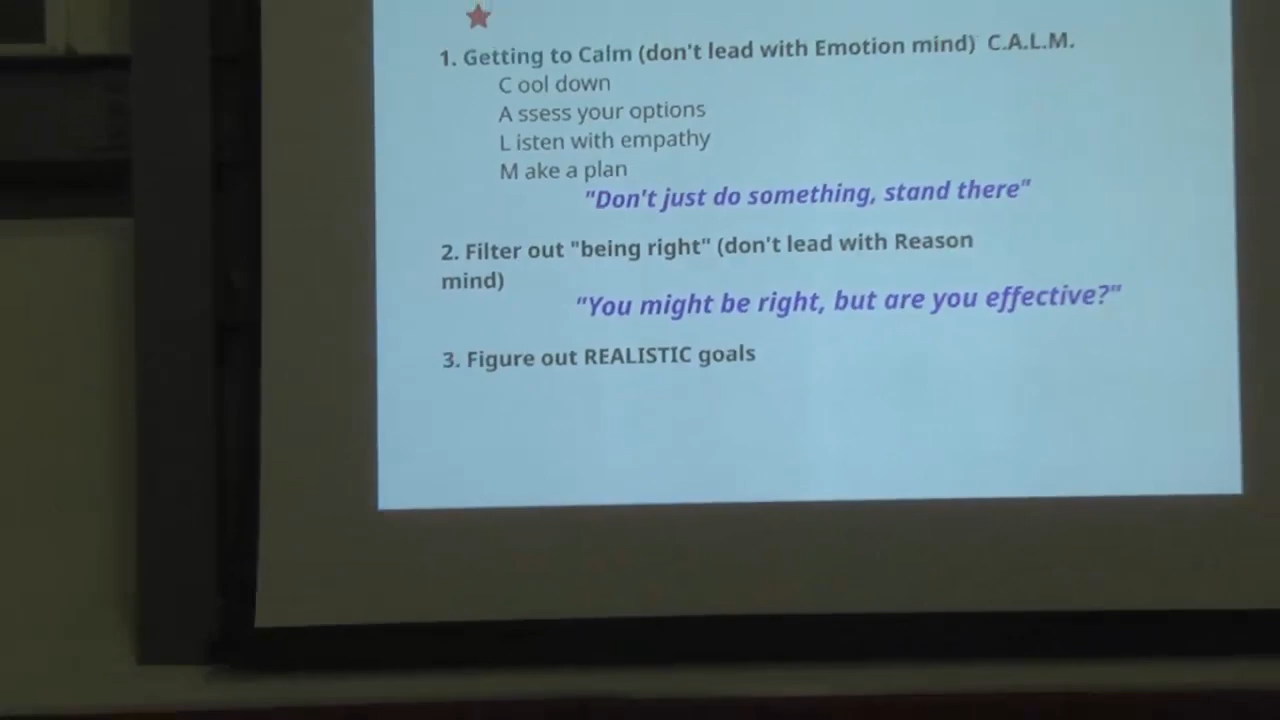 1. Getting to Calm (don't lead with Emotion mind) C.A.L.M.
C ool down
A ssess your options
L isten with empathy
M ake a plan
"Don't just do something, stand there"
2. Filter out "being right" (don't lead with Reason
mind)
"You might be right, but are you effective?"
3. Figure out REALISTIC goals